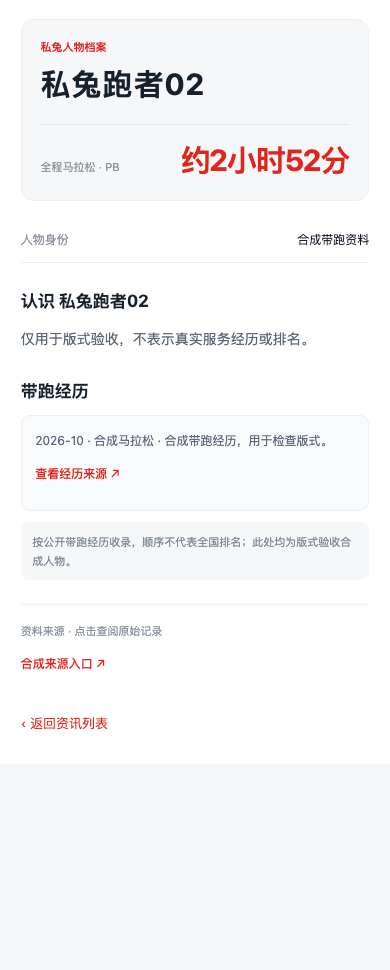 私兔人物档案
私兔跑者02
全程马拉松 · PB
约2小时52分
人物身份
合成带跑资料
认识 私兔跑者02
仅用于版式验收，不表示真实服务经历或排名。
带跑经历
2026-10 · 合成马拉松 · 合成带跑经历，用于检查版式。
查看经历来源 ↗
按公开带跑经历收录，顺序不代表全国排名；此处均为版式验收合
成人物。
资料来源 · 点击查阅原始记录
合成来源入口 ↗
‹ 返回资讯列表